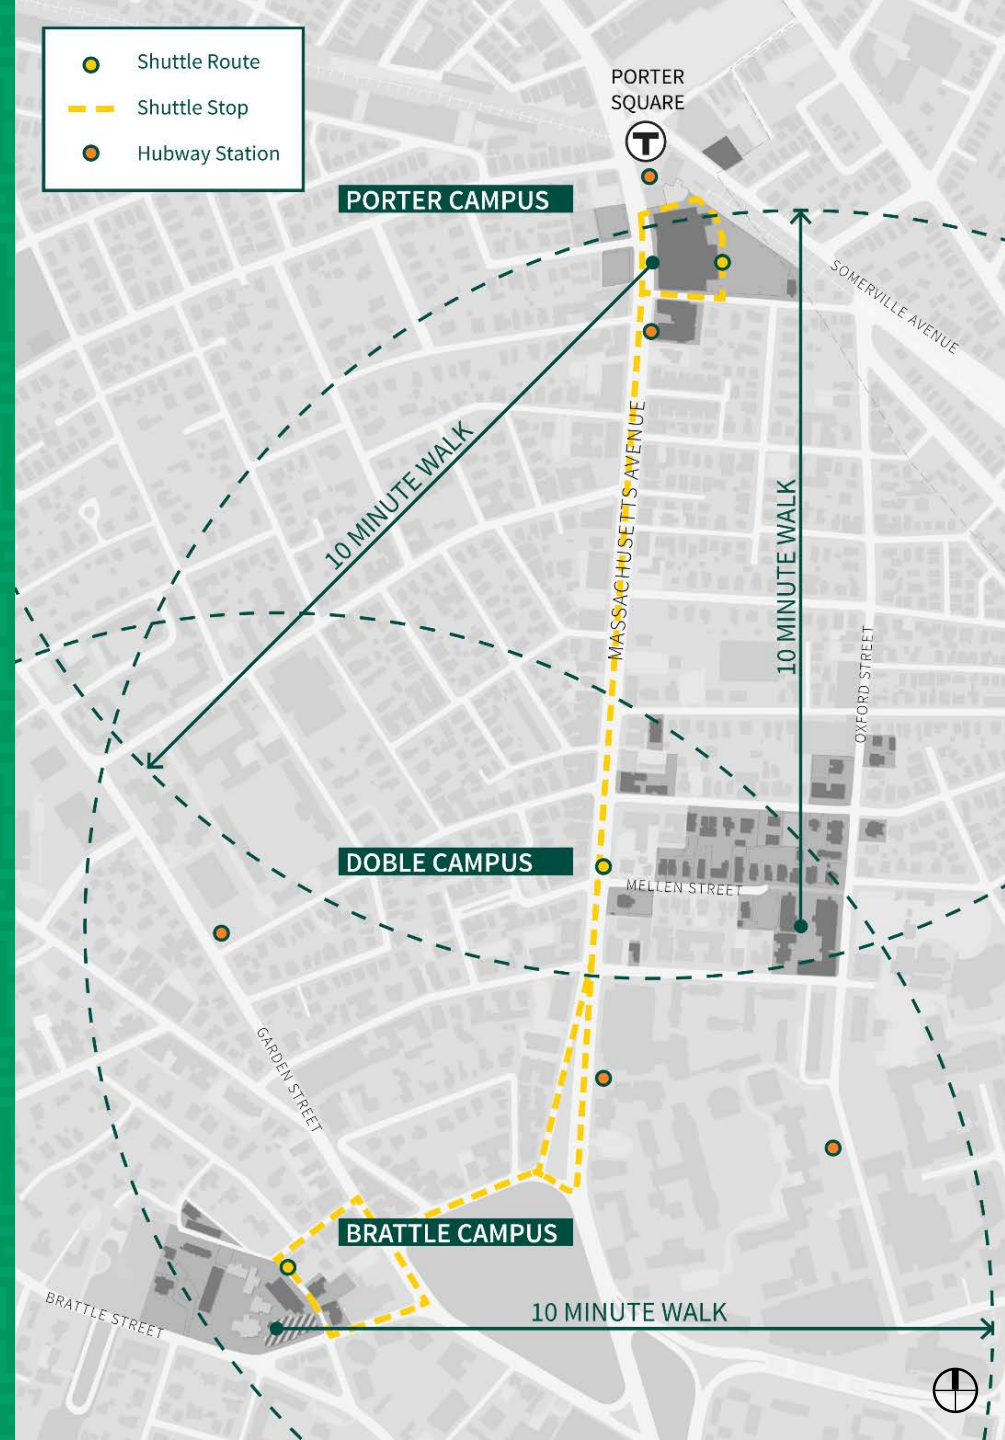 Shuttle Route
Shuttle Stop
Hubway Station
PORTER
SQUARE
T
PORTER CAMPUS
SOMERVILLE AVENUE
10 MINUTE WALK
MASSACHUSETTS AVENUE
10 MINUTE WALK
OXFORD STREET
DOBLE CAMPUS
MELLEN STREET
GARDEN STREET
BRATTLE CAMPUS
BRATTLE STREET
10 MINUTE WALK